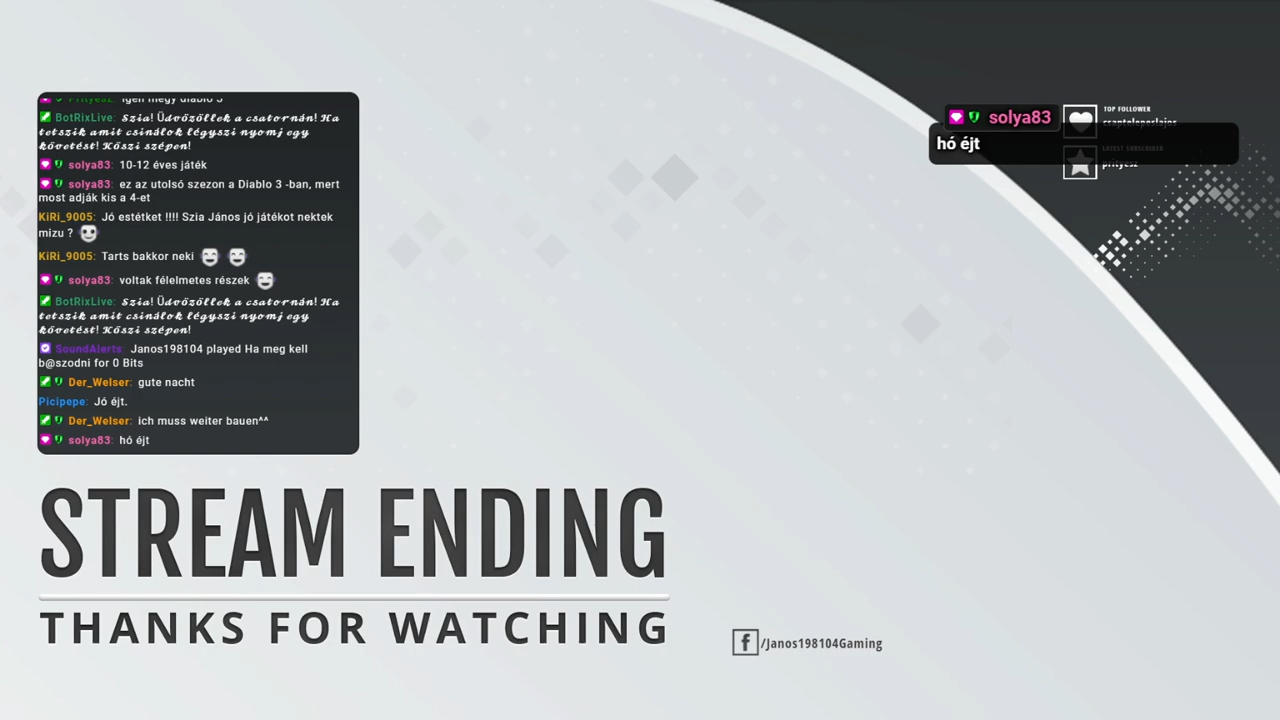 BotRixLive: Szia! Üdvözöllek a csatornán! Ha
tetszik amit csinálok légyszi nyomj egy
követést! Köszi szépen!
solya83: 10-12 éves játék
solya83: ez az utolsó szezon a Diablo 3 -ban, mert
most adják kis a 4-et
KiRi_9005: Jó estétket !!!! Szia János jó játékot nektek
mizu ?
KiRi_9005: Tarts bakkor neki
solya83: voltak félelmetes részek
BotRixLive: Szia! Üdvözöllek a csatornán! Ha
tetszik amit csinálok légyszi nyomj egy
követést! Köszi szépen!
SoundAlerts: Janos198104 played Ha meg kell
b@szodni for 0 Bits
Der_Welser: gute nacht
Picipepe: Jó éjt.
Der_Welser: ich muss weiter bauen^^
solya83: hó éjt
solya83
hó éjt
TOP FOLLOWER
LATEST SUBSCRIBER
prityesz
STREAM ENDING
THANKS FOR WATCHING
f /Janos198104Gaming